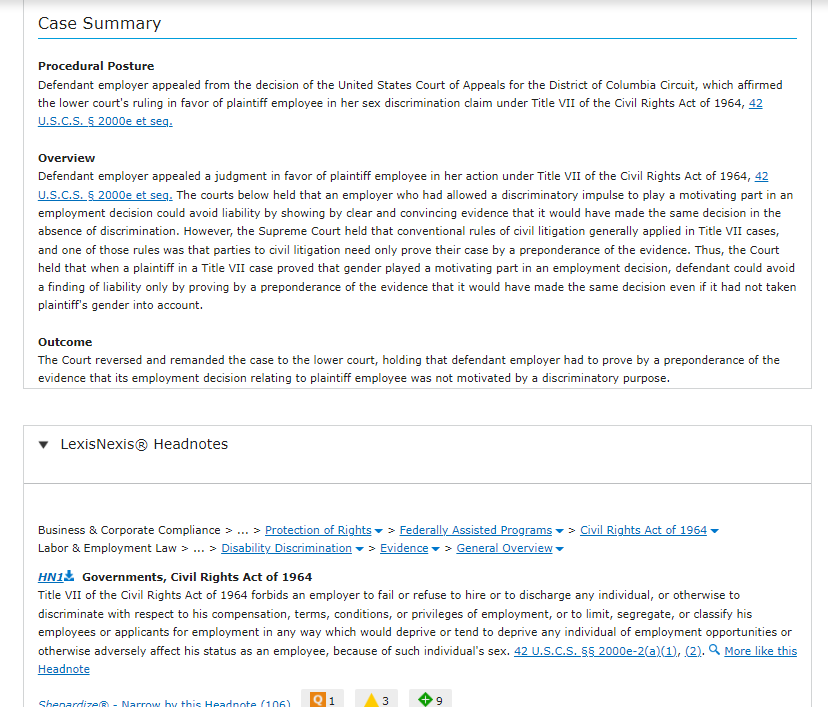 Case Summary
Procedural Posture
Defendant employer appealed from the decision of the United States Court of Appeals for the District of Columbia Circuit, which affirmed
the lower court's ruling in favor of plaintiff employee in her sex discrimination claim under Title VII of the Civil Rights Act of 1964, 42
U.S.C.S. § 2000e et seq.
Overview
Defendant employer appealed a judgment in favor of plaintiff employee in her action under Title VII of the Civil Rights Act of 1964, 42
U.S.C.S. § 2000e et seq. The courts below held that an employer who had allowed a discriminatory impulse to play a motivating part in an
employment decision could avoid liability by showing by clear and convincing evidence that it would have made the same decision in the
absence of discrimination. However, the Supreme Court held that conventional rules of civil litigation generally applied in Title VII cases,
and one of those rules was that parties to civil litigation need only prove their case by a preponderance of the evidence. Thus, the Court
held that when a plaintiff in a Title VII case proved that gender played a motivating part in an employment decision, defendant could avoid
a finding of liability only by proving by a preponderance of the evidence that it would have made the same decision even if it had not taken
plaintiff's gender into account.
Outcome
The Court reversed and remanded the case to the lower court, holding that defendant employer had to prove by a preponderance of the
evidence that its employment decision relating to plaintiff employee was not motivated by a discriminatory purpose.
LexisNexis® Headnotes
Business & Corporate Compliance > ... > Protection of Rights > Federally Assisted Programs > Civil Rights Act of 1964
Labor & Employment Law > ... > Disability Discrimination > Evidence > General Overview
HN1 Governments, Civil Rights Act of 1964
Title VII of the Civil Rights Act of 1964 forbids an employer to fail or refuse to hire or to discharge any individual, or otherwise to
discriminate with respect to his compensation, terms, conditions, or privileges of employment, or to limit, segregate, or classify his
employees or applicants for employment in any way which would deprive or tend to deprive any individual of employment opportunities or
otherwise adversely affect his status as an employee, because of such individual's sex. 42 U.S.C.S. §§ 2000e-2(a)(1), (2). More like this
Headnote
Shepardize® - Narrow by this Headnote (106) Q 1 3 9